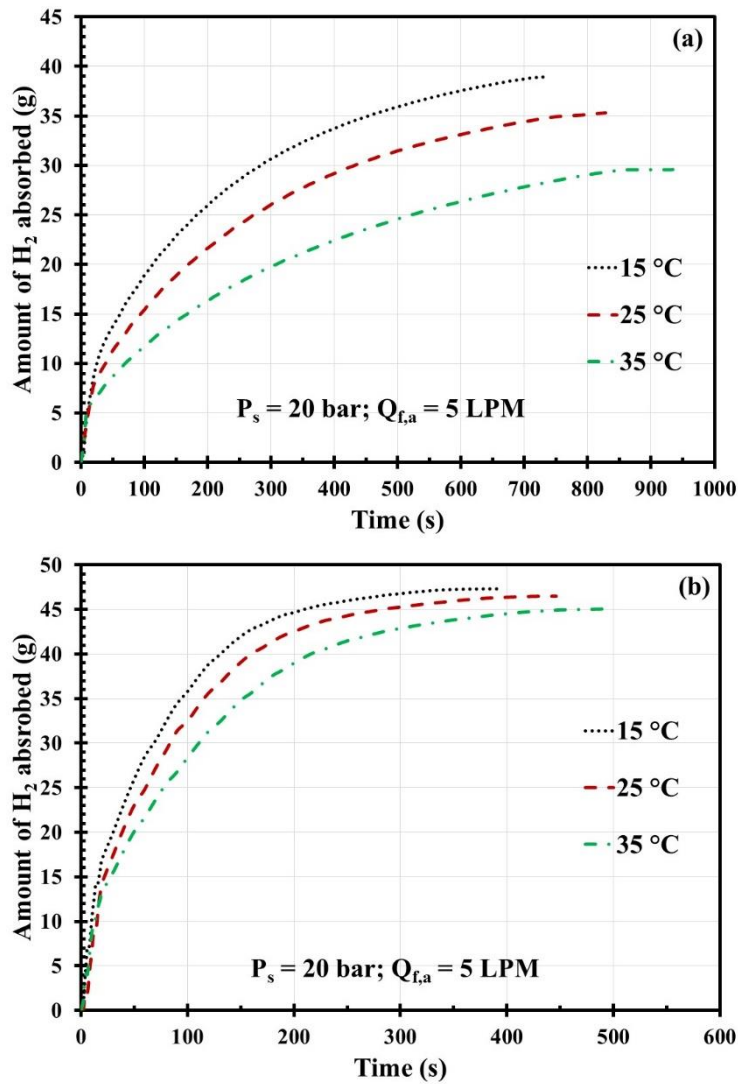 (a)
45
40
35
30
25
20
15
10
5
0
Amount of H₂ absorbed (g)
15 °C
25 °C
35 °C
Pₛ = 20 bar; Q_f,a = 5 LPM
0 100 200 300 400 500 600 700 800 900 1000
Time (s)
(b)
50
45
40
35
30
25
20
15
10
5
0
Amount of H₂ absrobed (g)
15 °C
25 °C
35 °C
Pₛ = 20 bar; Q_f,a = 5 LPM
0 100 200 300 400 500 600
Time (s)